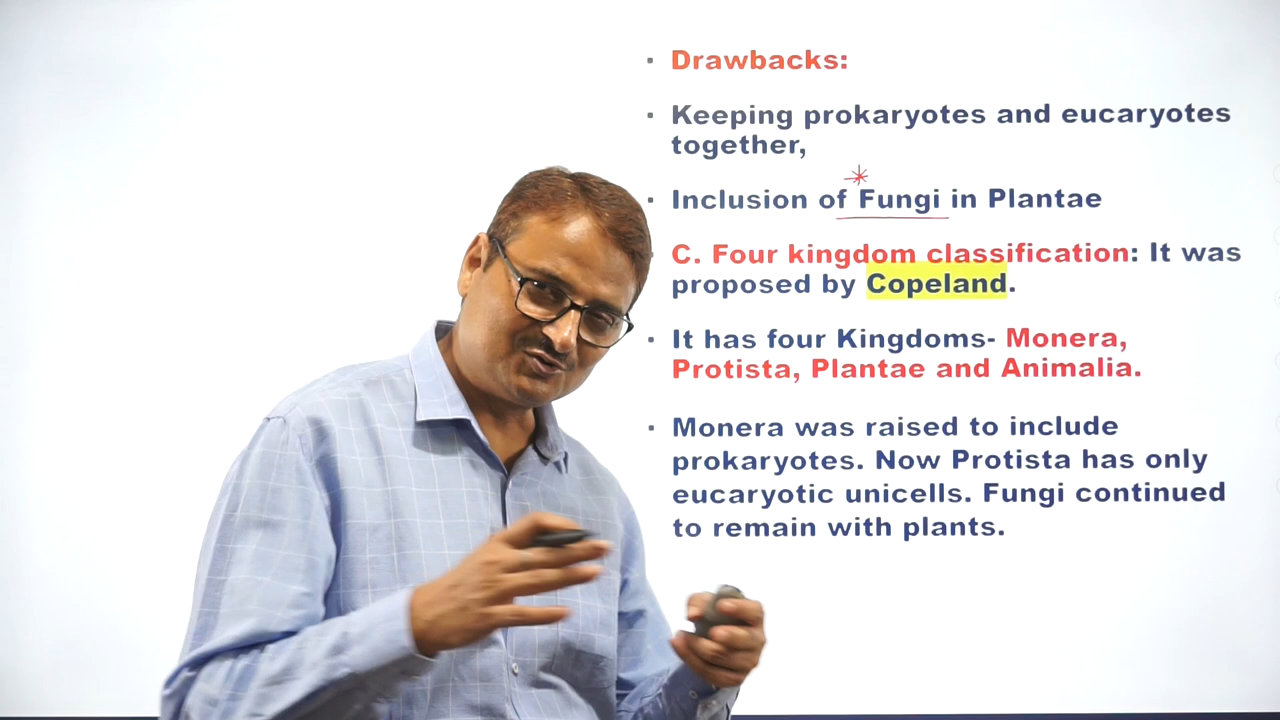 Drawbacks:
Keeping prokaryotes and eucaryotes
together,
Inclusion of Fungi in Plantae
C. Four kingdom classification: It was
proposed by Copeland.
It has four Kingdoms- Monera,
Protista, Plantae and Animalia.
Monera was raised to include
prokaryotes. Now Protista has only
eucaryotic unicells. Fungi continued
to remain with plants.